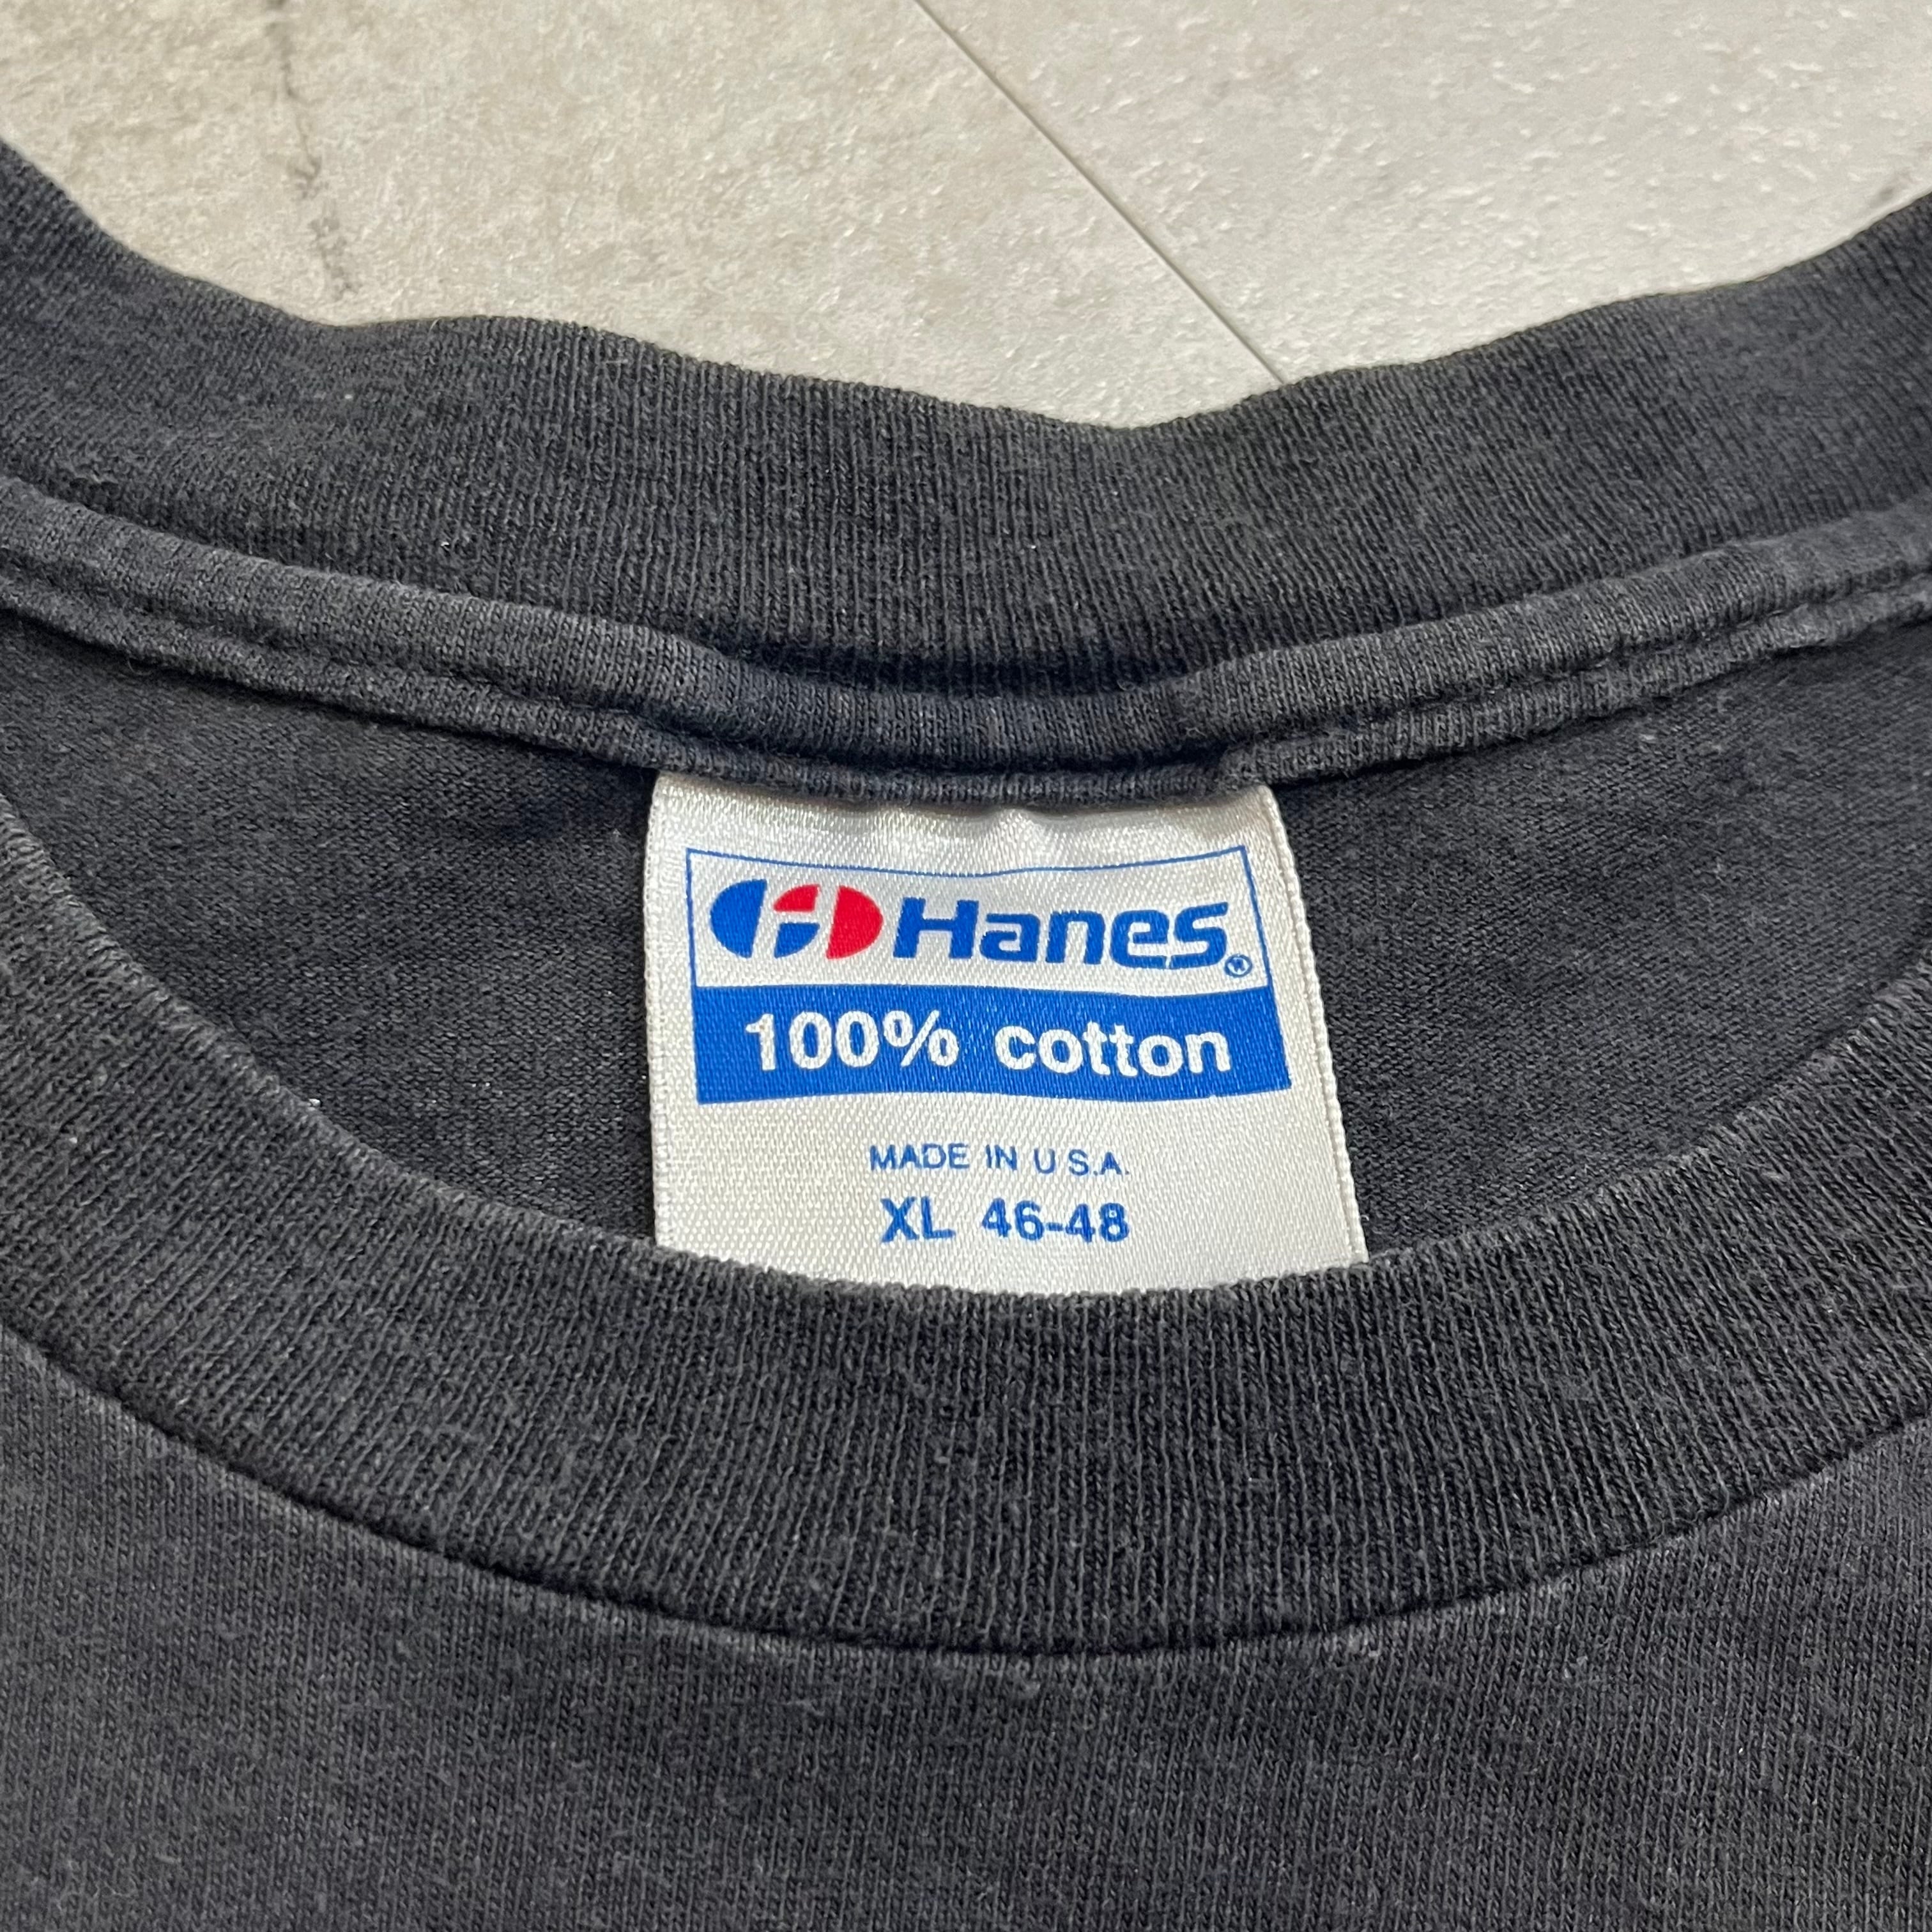 Hanes®
100% cotton
MADE IN U.S.A.
XL 46-48